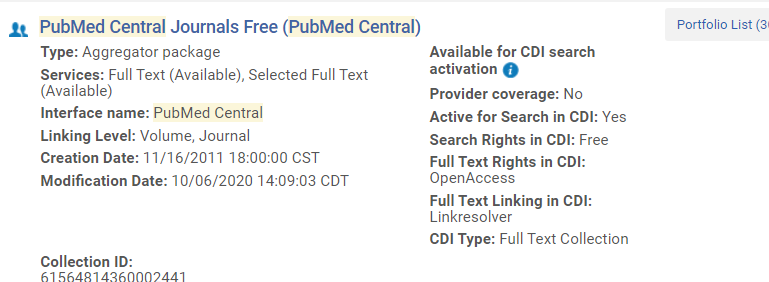 PubMed Central Journals Free (PubMed Central)
Portfolio List (3
Type: Aggregator package
Services: Full Text (Available), Selected Full Text
(Available)
Interface name: PubMed Central
Linking Level: Volume, Journal
Creation Date: 11/16/2011 18:00:00 CST
Modification Date: 10/06/2020 14:09:03 CDT
Collection ID:
61564814360002441
Available for CDI search
activation
Provider coverage: No
Active for Search in CDI: Yes
Search Rights in CDI: Free
Full Text Rights in CDI:
OpenAccess
Full Text Linking in CDI:
Linkresolver
CDI Type: Full Text Collection